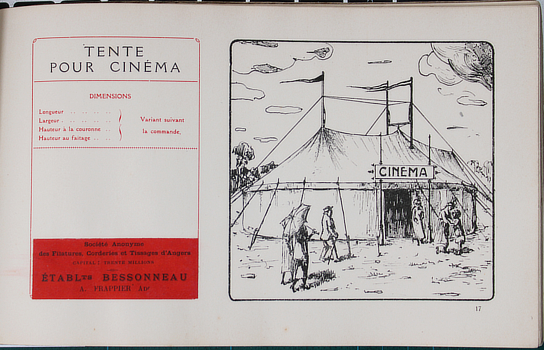 TENTE
POUR CINÉMA
DIMENSIONS
Longueur .. .. .. .. ..
Largeur .. .. .. .. ..
Hauteur à la couronne ..
Hauteur au faitage .. ..
Variant suivant
la commande.
Société Anonyme
des Filatures, Corderies et Tissages d'Angers
ÉTABLts BESSONNEAU
A. FRAPPIER Air
CINEMA
17